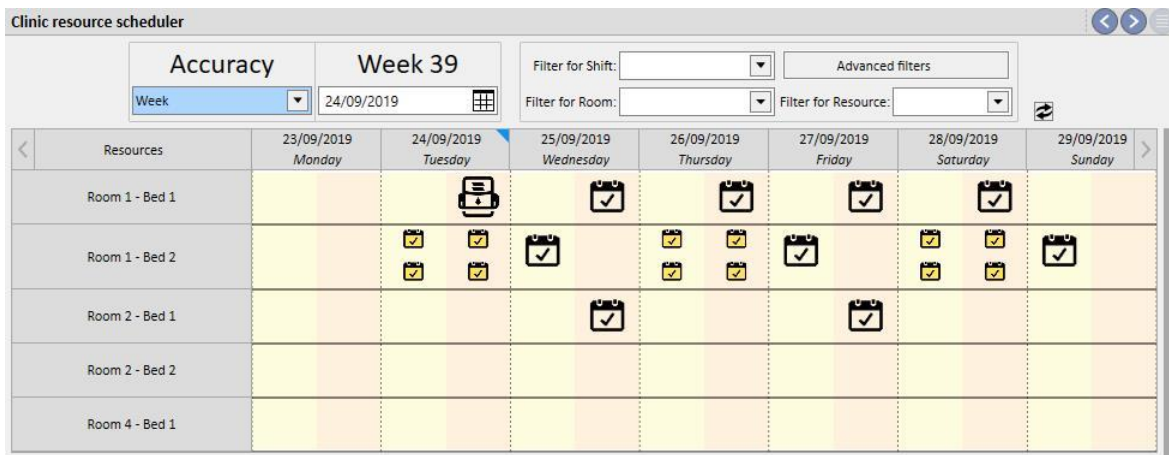 Clinic resource scheduler
Accuracy
Week 39
Week
24/09/2019
Filter for Shift:
Advanced filters
Filter for Room:
Filter for Resource:
Resources
23/09/2019
Monday
24/09/2019
Tuesday
25/09/2019
Wednesday
26/09/2019
Thursday
27/09/2019
Friday
28/09/2019
Saturday
29/09/2019
Sunday
Room 1 - Bed 1
Room 1 - Bed 2
Room 2 - Bed 1
Room 2 - Bed 2
Room 4 - Bed 1